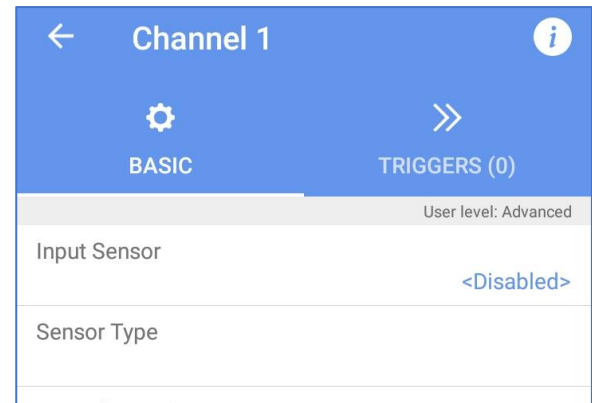 Channel 1
BASIC
TRIGGERS (0)
User level: Advanced
Input Sensor
<Disabled>
Sensor Type